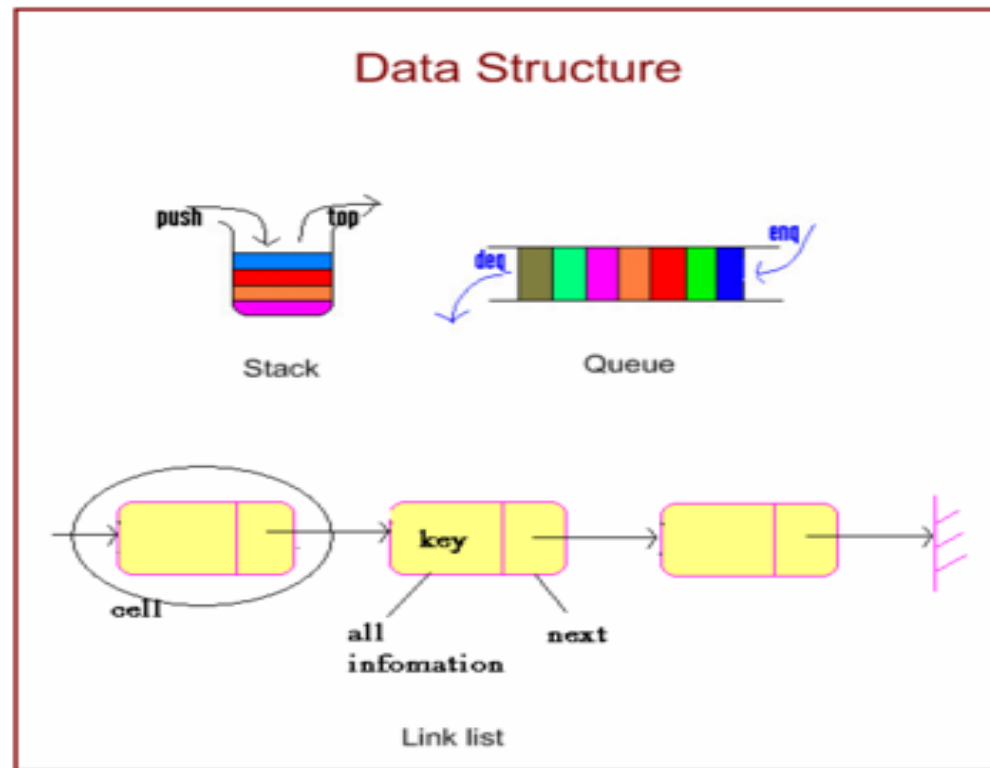 Data Structure
push
top
deq
enq
Stack
Queue
key
cell
all
infomation
next
Link list